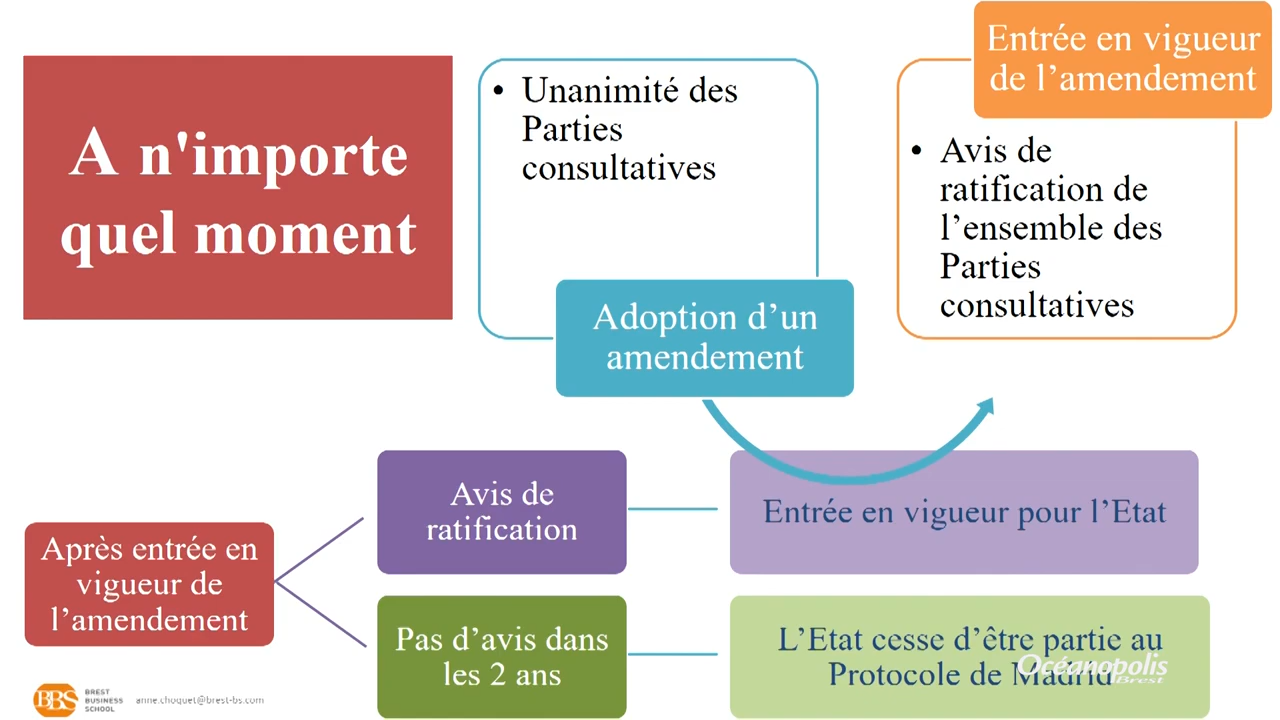 A n'importe
quel moment
• Unanimité des
Parties
consultatives
Adoption d’un
amendement
Entrée en vigueur
de l’amendement
• Avis de
ratification de
l’ensemble des
Parties
consultatives
Après entrée en
vigueur de
l’amendement
Avis de
ratification
Entrée en vigueur pour l’Etat
Pas d’avis dans
les 2 ans
L’Etat cesse d’être partie au
Protocole de Madrid
Océanopolis
Brest
BBS
BREST
BUSINESS
SCHOOL
anne.choquet@brest-bs.com